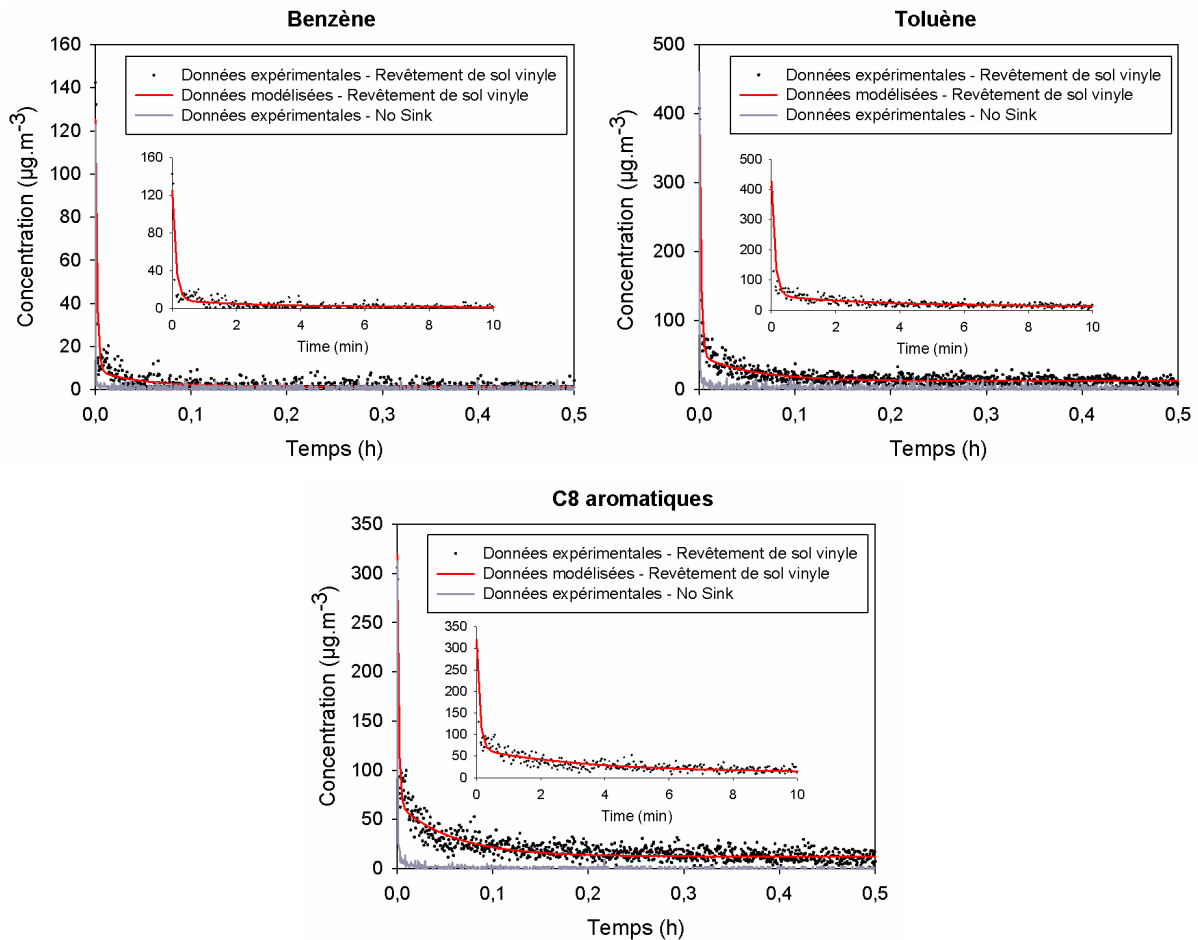 Benzène
160
140
120
100
80
60
40
20
0
Concentration (µg.m-3)
Données expérimentales - Revêtement de sol vinyle
Données modélisées - Revêtement de sol vinyle
Données expérimentales - No Sink
160
120
80
40
0
0 2 4 6 8 10
Time (min)
0,0 0,1 0,2 0,3 0,4 0,5
Temps (h)
Toluène
500
400
300
200
100
0
Concentration (µg.m-3)
Données expérimentales - Revêtement de sol vinyle
Données modélisées - Revêtement de sol vinyle
Données expérimentales - No Sink
500
400
300
200
100
0
0 2 4 6 8 10
Time (min)
0,0 0,1 0,2 0,3 0,4 0,5
Temps (h)
C8 aromatiques
350
300
250
200
150
100
50
0
Concentration (µg.m-3)
Données expérimentales - Revêtement de sol vinyle
Données modélisées - Revêtement de sol vinyle
Données expérimentales - No Sink
350
300
250
200
150
100
50
0
0 2 4 6 8 10
Time (min)
0,0 0,1 0,2 0,3 0,4 0,5
Temps (h)